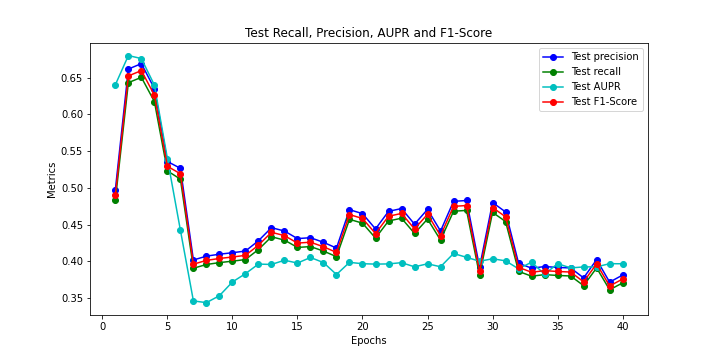 Test Recall, Precision, AUPR and F1-Score
Test precision
Test recall
Test AUPR
Test F1-Score
Metrics
0.65
0.60
0.55
0.50
0.45
0.40
0.35
0 5 10 15 20 25 30 35 40
Epochs